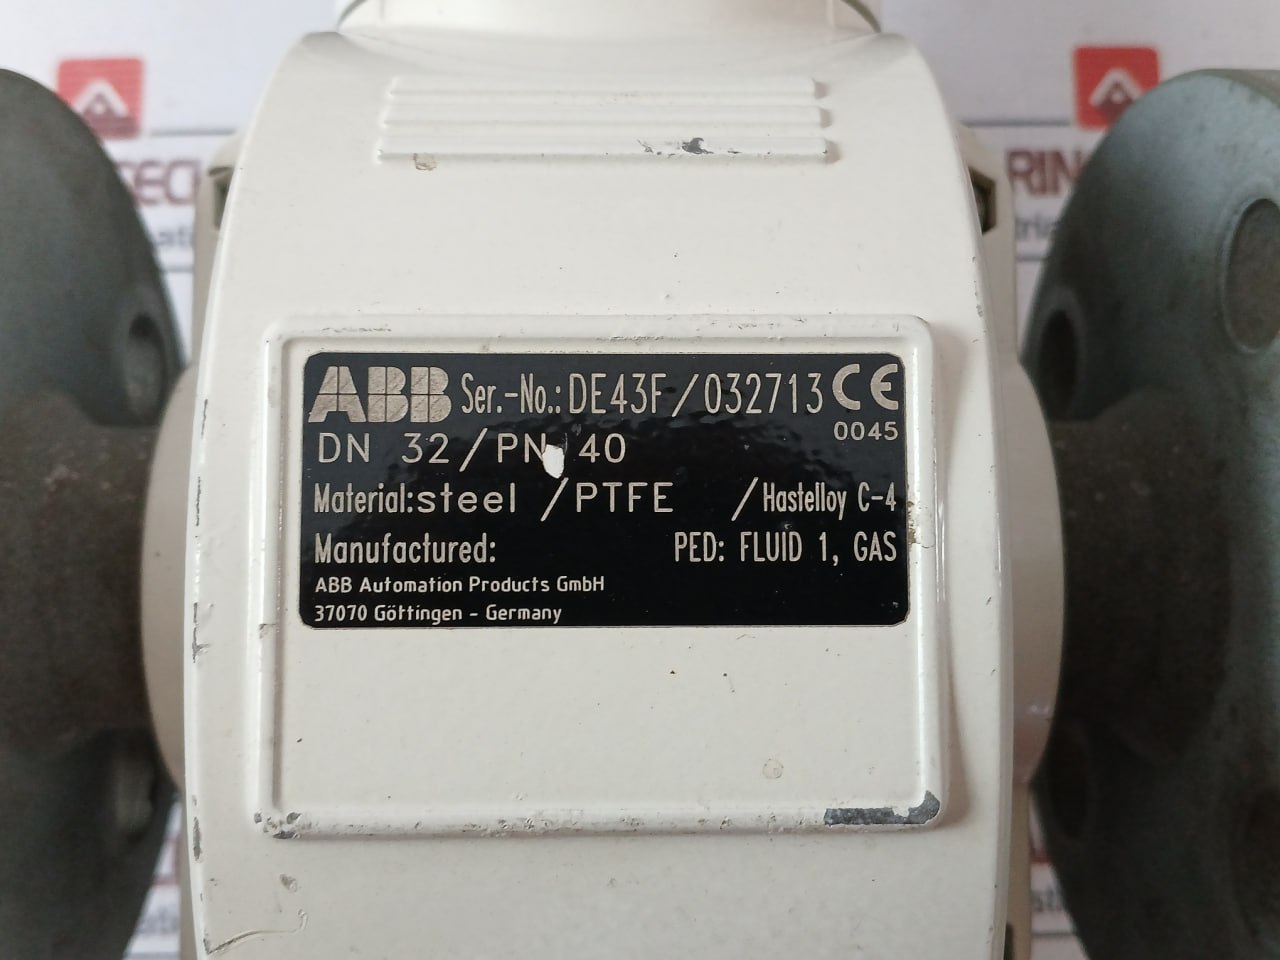 ABB Ser.-No.: DE43F/032713 CE
0045
DN 32/PN 40
Material: steel /PTFE /Hastelloy C-4
Manufactured: PED: FLUID 1, GAS
ABB Automation Products GmbH
37070 Göttingen - Germany